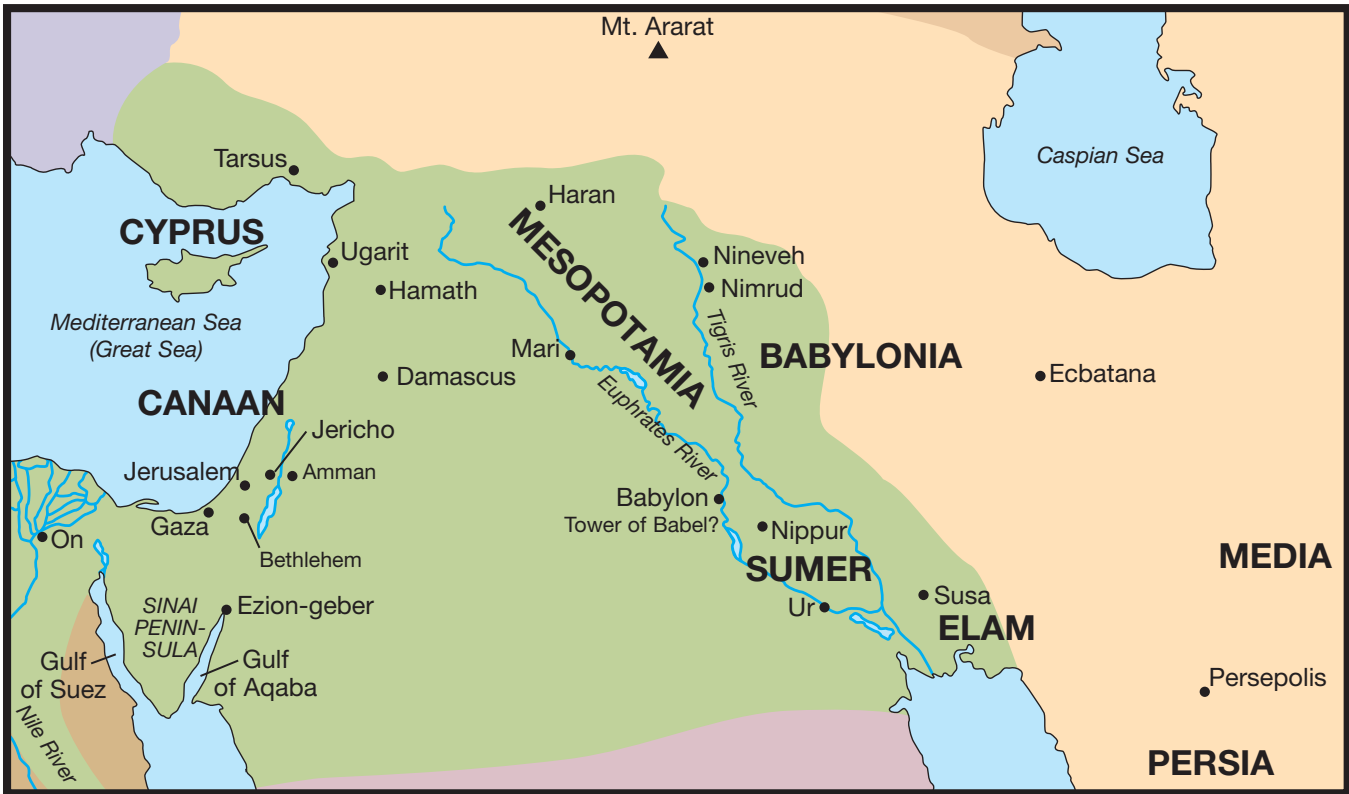 Mt. Ararat
Caspian Sea
Tarsus
Haran
CYPRUS
MESOPOTAMIA
Ugarit
Nineveh
Hamath
Nimrud
Mediterranean Sea
(Great Sea)
Tigris River
Mari
BABYLONIA
Damascus
Ecbatana
CANAAN
Euphrates River
Jericho
Jerusalem
Amman
Babylon
Tower of Babel?
Gaza
Nippur
On
Bethlehem
MEDIA
SUMER
SINAI
PENIN-
SULA
Ezion-geber
Ur
Susa
ELAM
Gulf
of Suez
Gulf
of Aqaba
Persepolis
Nile River
PERSIA